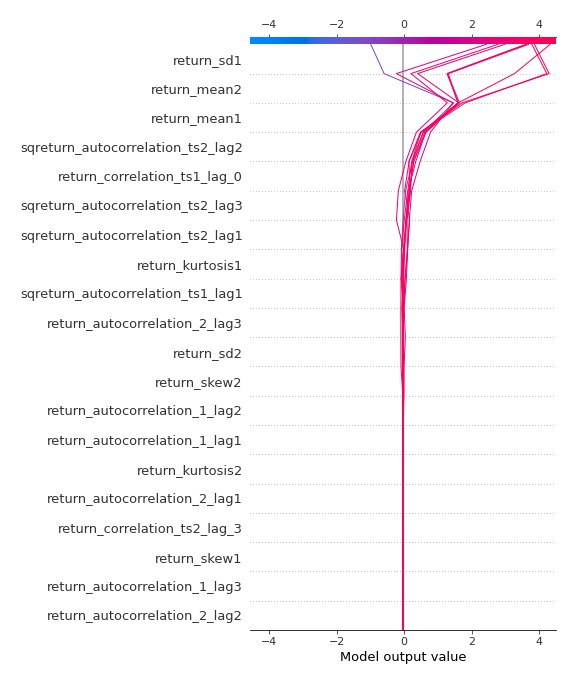 −4 −2 0 2 4
return_sd1
return_mean2
return_mean1
sqreturn_autocorrelation_ts2_lag2
return_correlation_ts1_lag_0
sqreturn_autocorrelation_ts2_lag3
sqreturn_autocorrelation_ts2_lag1
return_kurtosis1
sqreturn_autocorrelation_ts1_lag1
return_autocorrelation_2_lag3
return_sd2
return_skew2
return_autocorrelation_1_lag2
return_autocorrelation_1_lag1
return_kurtosis2
return_autocorrelation_2_lag1
return_correlation_ts2_lag_3
return_skew1
return_autocorrelation_1_lag3
return_autocorrelation_2_lag2
−4 −2 0 2 4
Model output value